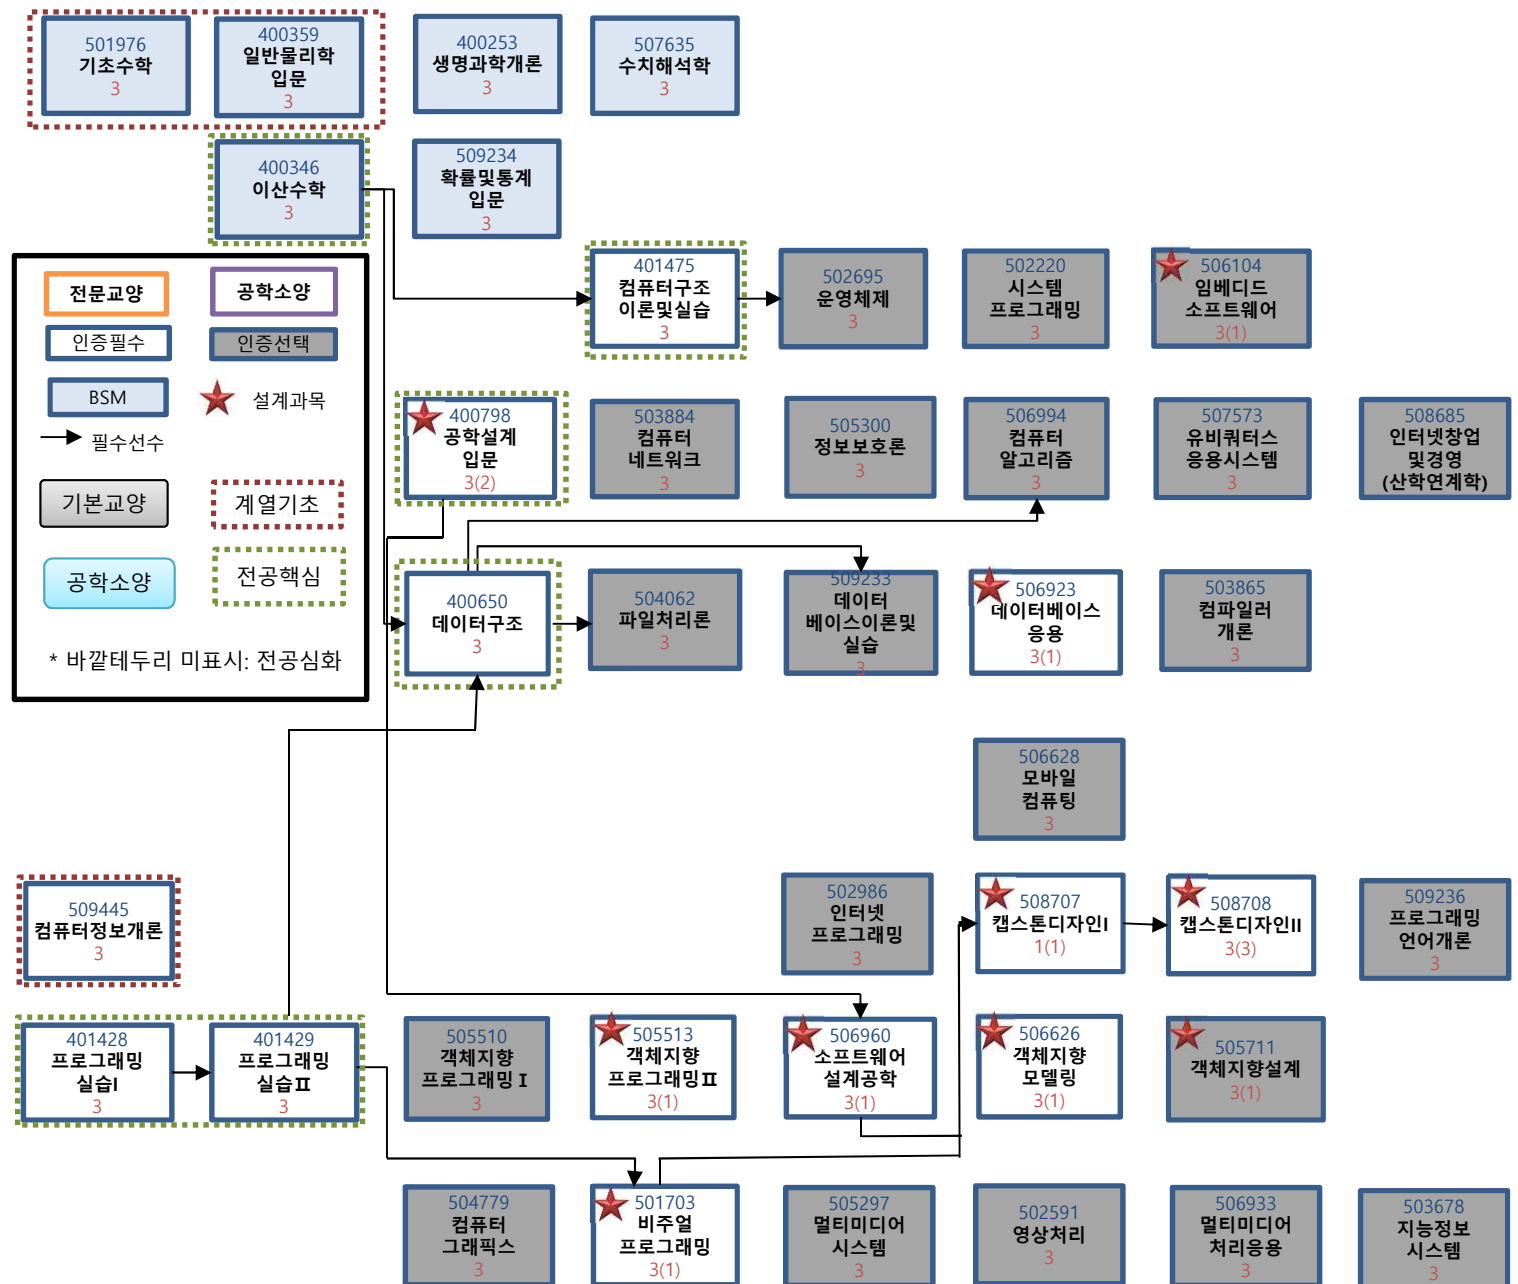 501976
기초수학
3
400359
일반물리학
입문
3
400253
생명과학개론
3
507635
수치해석학
3
400346
이산수학
3
509234
확률및통계
입문
3
전문교양
공학소양
인증필수
인증선택
BSM
설계과목
필수선수
기본교양
계열기초
공학소양
전공핵심
* 바깥테두리 미표시: 전공심화
401475
컴퓨터구조
이론및실습
3
502695
운영체제
3
502220
시스템
프로그래밍
3
506104
임베디드
소프트웨어
3(1)
400798
공학설계
입문
3(2)
503884
컴퓨터
네트워크
3
505300
정보보호론
3
506994
컴퓨터
알고리즘
3
507573
유비쿼터스
응용시스템
3
508685
인터넷창업
및경영
(산학연계학)
400650
데이터구조
3
504062
파일처리론
3
509233
데이터
베이스이론및
실습
3
506923
데이터베이스
응용
3(1)
503865
컴파일러
개론
3
506628
모바일
컴퓨팅
3
509445
컴퓨터정보개론
3
502986
인터넷
프로그래밍
3
508707
캡스톤디자인I
1(1)
508708
캡스톤디자인II
3(3)
509236
프로그래밍
언어개론
3
401428
프로그래밍
실습I
3
401429
프로그래밍
실습Ⅱ
3
505510
객체지향
프로그래밍 I
3
505513
객체지향
프로그래밍Ⅱ
3(1)
506960
소프트웨어
설계공학
3(1)
506626
객체지향
모델링
3(1)
505711
객체지향설계
3(1)
504779
컴퓨터
그래픽스
3
501703
비주얼
프로그래밍
3(1)
505297
멀티미디어
시스템
3
502591
영상처리
3
506933
멀티미디어
처리응용
3
503678
지능정보
시스템
3